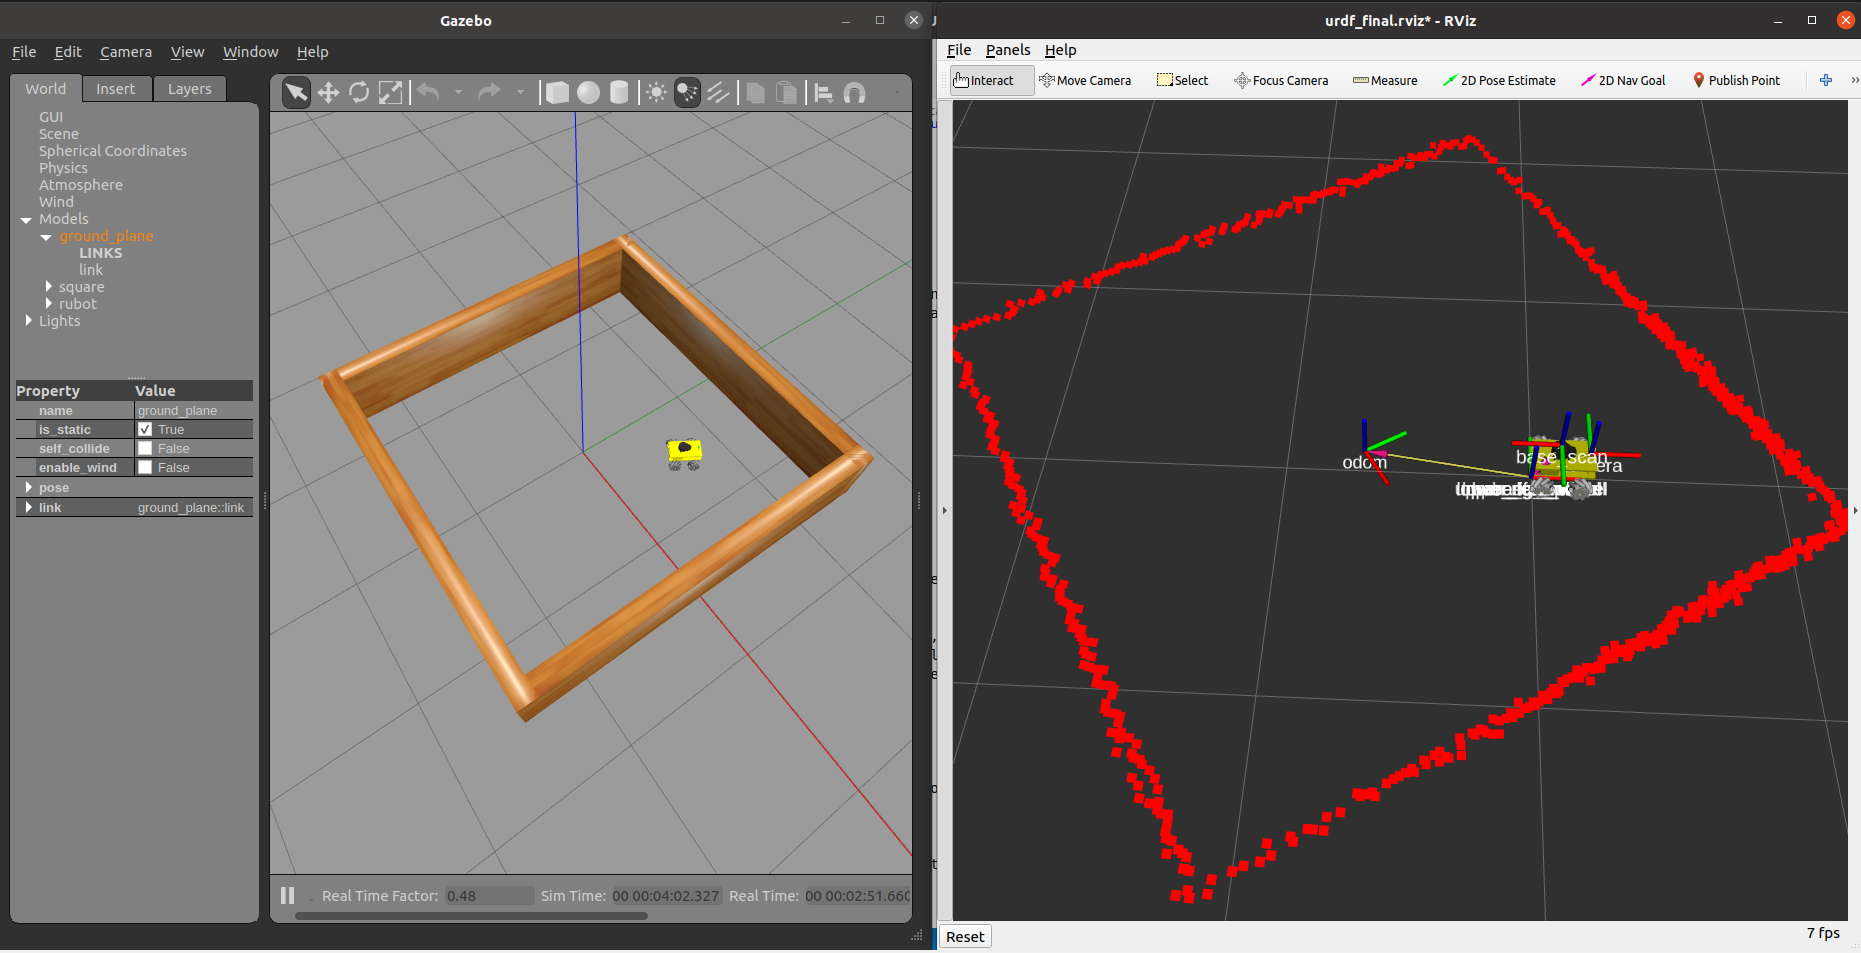 Gazebo
File Edit Camera View Window Help
World Insert Layers
GUI
Scene
Spherical Coordinates
Physics
Atmosphere
Wind
Models
ground_plane
LINKS
link
square
rubot
Lights
Property Value
name ground_plane
is_static True
self_collide False
enable_wind False
pose
link ground_plane::link
Real Time Factor: 0.48 Sim Time: 00 00:04:02.327 Real Time: 00 00:02:51.660
urdf_final.rviz* - RViz
File Panels Help
Interact Move Camera Select Focus Camera Measure 2D Pose Estimate 2D Nav Goal Publish Point
odom
base_scan
Reset 7 fps